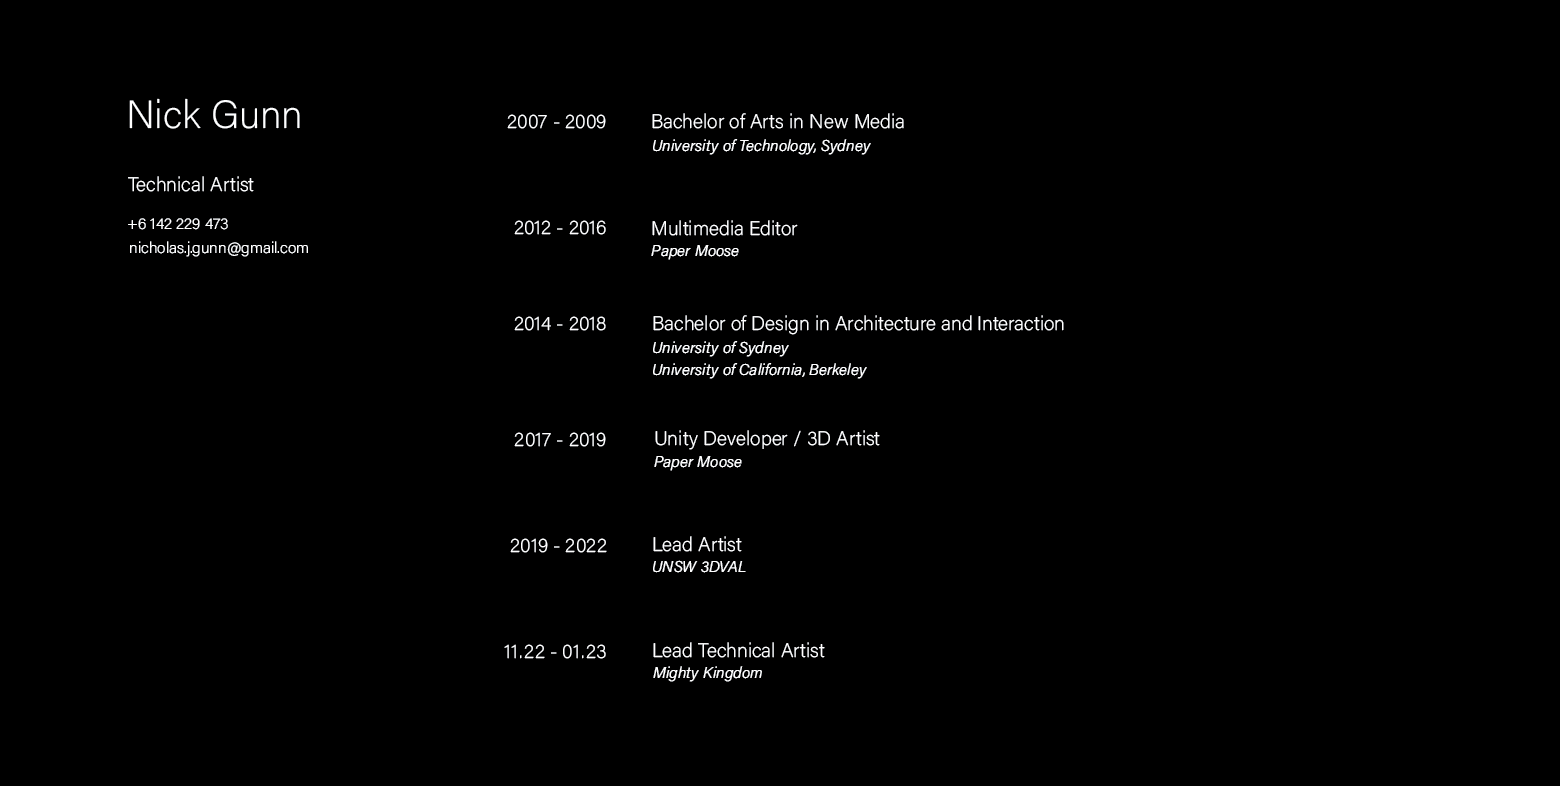 Nick Gunn
Technical Artist
+6 142 229 473
nicholas.j.gunn@gmail.com
2007 - 2009 Bachelor of Arts in New Media
University of Technology, Sydney
2012 - 2016 Multimedia Editor
Paper Moose
2014 - 2018 Bachelor of Design in Architecture and Interaction
University of Sydney
University of California, Berkeley
2017 - 2019 Unity Developer / 3D Artist
Paper Moose
2019 - 2022 Lead Artist
UNSW 3DVAL
11.22 - 01.23 Lead Technical Artist
Mighty Kingdom